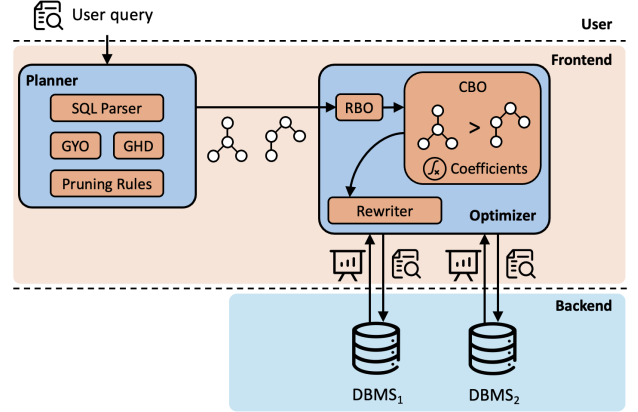 User query
User
Frontend
Planner
SQL Parser
GYO
GHD
Pruning Rules
RBO
CBO
>
fx Coefficients
Rewriter
Optimizer
Backend
DBMS1
DBMS2